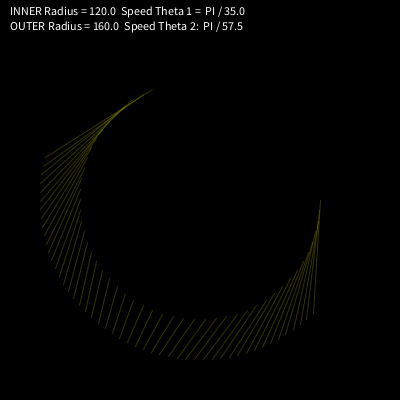 INNER Radius = 120.0  Speed Theta 1 =  PI / 35.0
OUTER Radius = 160.0  Speed Theta 2:  PI / 57.5